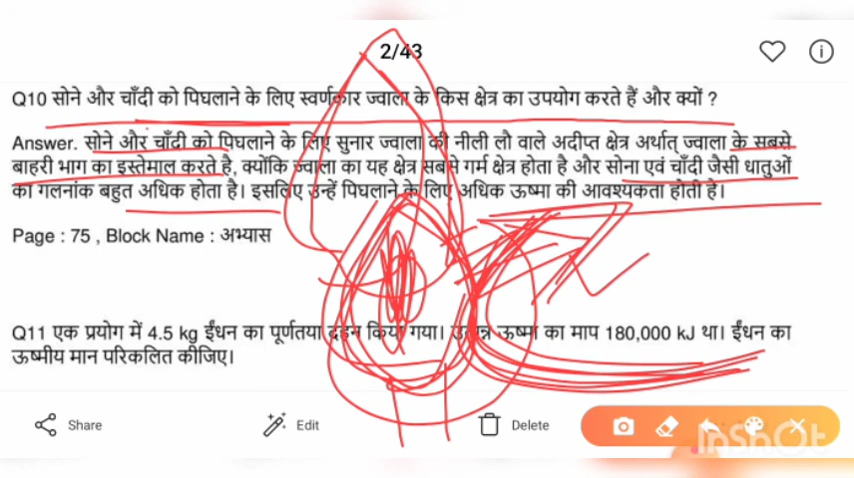 2/43
Q10 सोने और चाँदी को पिघलाने के लिए स्वर्णकार ज्वाला के किस क्षेत्र का उपयोग करते हैं और क्यों ?
Answer. सोने और चाँदी को पिघलाने के लिए सुनार ज्वाला की नीली लौ वाले अदीप्त क्षेत्र अर्थात् ज्वाला के सबसे
बाहरी भाग का इस्तेमाल करते है, क्योंकि ज्वाला का यह क्षेत्र सबसे गर्म क्षेत्र होता है और सोना एवं चाँदी जैसी धातुओं
का गलनांक बहुत अधिक होता है। इसलिए उन्हें पिघलाने के लिए अधिक ऊष्मा की आवश्यकता होती है।
Page : 75 , Block Name : अभ्यास
Q11 एक प्रयोग में 4.5 kg ईंधन का पूर्णतया दहन किया गया। उत्पन्न ऊष्मा का माप 180,000 kJ था। ईंधन का
ऊष्मीय मान परिकलित कीजिए।
Share Edit Delete
InShOt